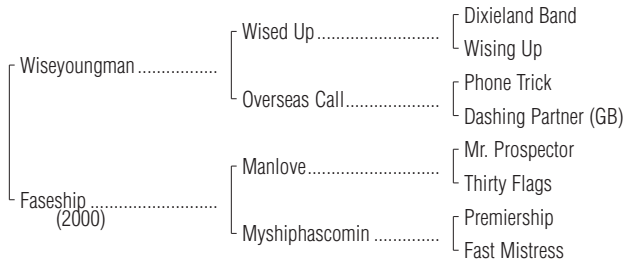 Dixieland Band
Wised Up
Wising Up
Wiseyoungman
Phone Trick
Overseas Call
Dashing Partner (GB)
Mr. Prospector
Manlove
Thirty Flags
Faseship
(2000)
Premiership
Myshiphascomin
Fast Mistress